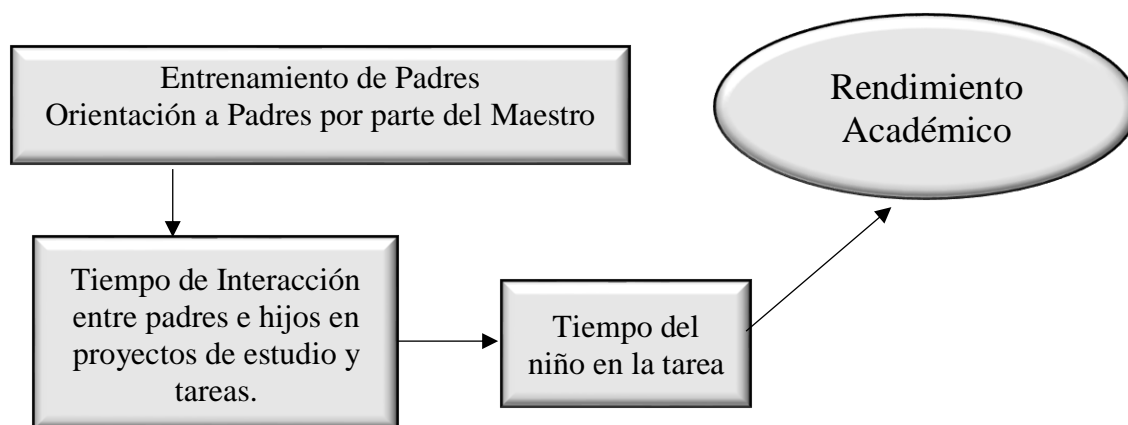 Entrenamiento de Padres
Orientación a Padres por parte del Maestro
Rendimiento
Académico
Tiempo de Interacción
entre padres e hijos en
proyectos de estudio y
tareas.
Tiempo del
niño en la tarea